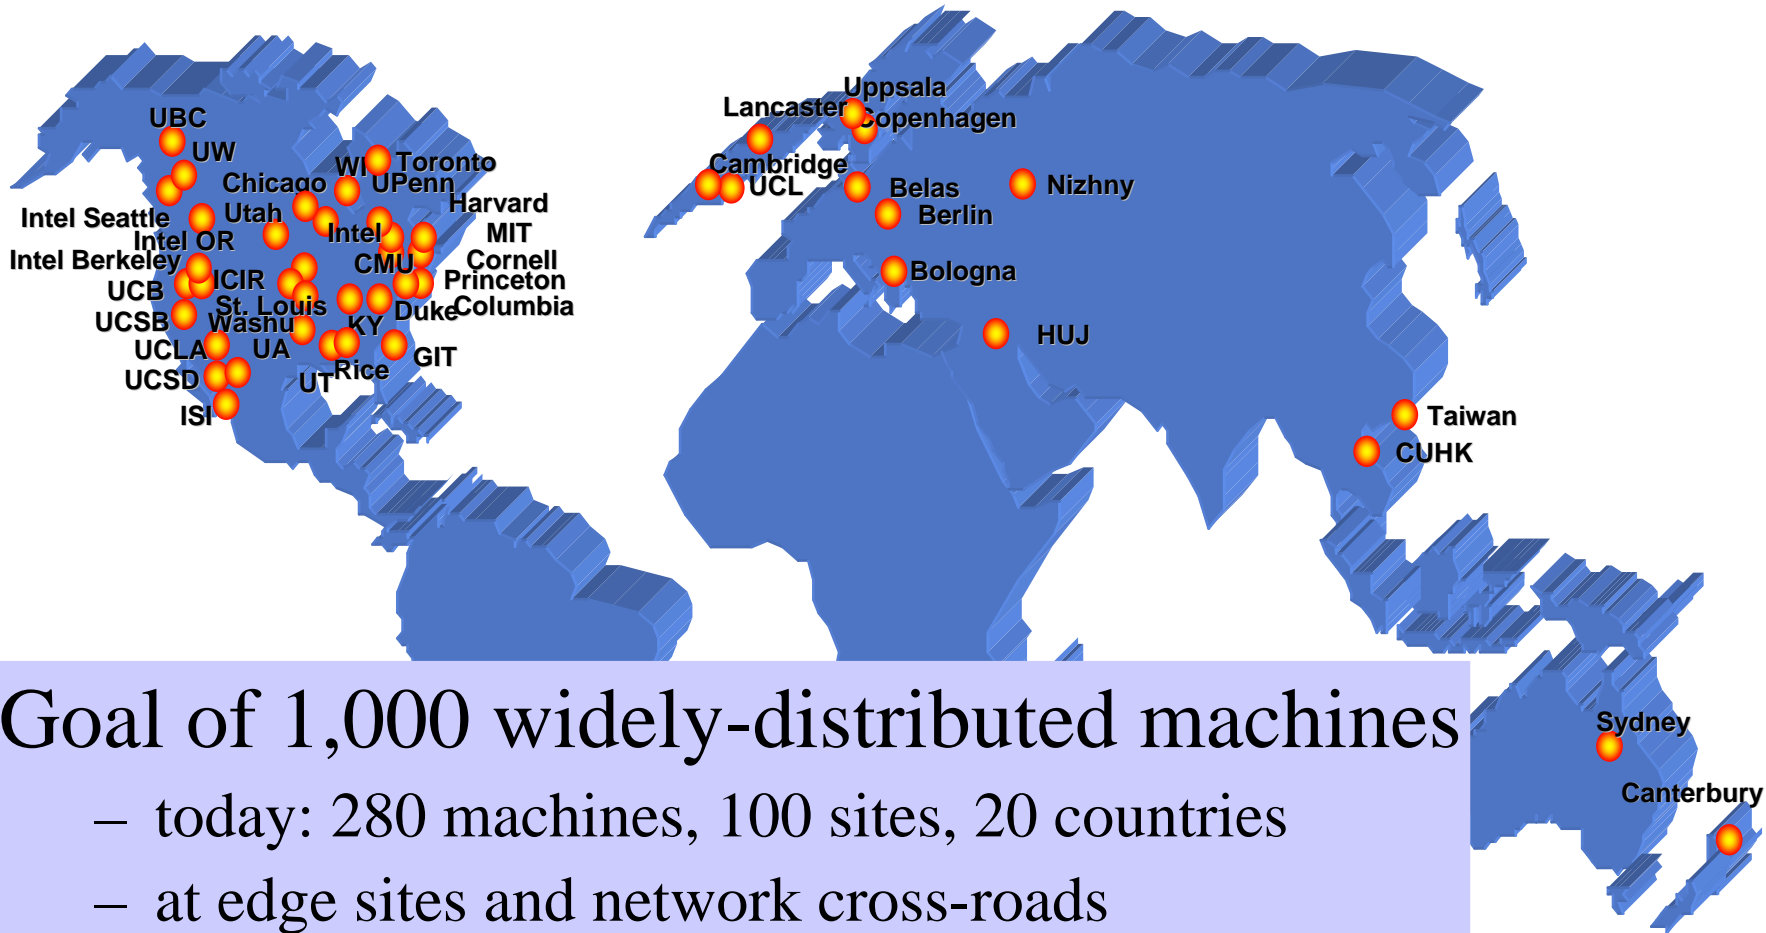 UBC
UW
Chicago
WI
Toronto
UPenn
Harvard
Intel Seattle
Utah
Intel OR
Intel
MIT
Intel Berkeley
ICIR
CMU
Cornell
UCB
Princeton
St. Louis
Duke
Columbia
UCSB
Washu
KY
UCLA
UA
GIT
UCSD
UT
Rice
ISI
Uppsala
Lancaster
Copenhagen
Cambridge
UCL
Belas
Nizhny
Berlin
Bologna
HUJ
Taiwan
CUHK
Sydney
Canterbury
Goal of 1,000 widely-distributed machines
– today: 280 machines, 100 sites, 20 countries
– at edge sites and network cross-roads